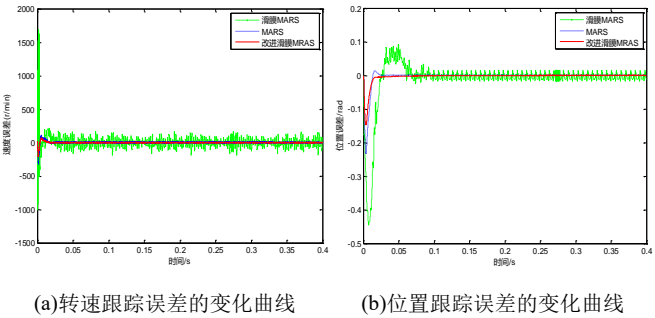 2000
1500
1000
500
0
-500
-1000
-1500
速度误差(r/min)
滑膜MARS
MARS
改进滑膜MRAS
0 0.05 0.1 0.15 0.2 0.25 0.3 0.35 0.4
时间/s
(a)转速跟踪误差的变化曲线
0.2
0.1
0
-0.1
-0.2
-0.3
-0.4
-0.5
位置误差/rad
滑膜MARS
MARS
改进滑膜MRAS
0 0.05 0.1 0.15 0.2 0.25 0.3 0.35 0.4
时间/s
(b)位置跟踪误差的变化曲线